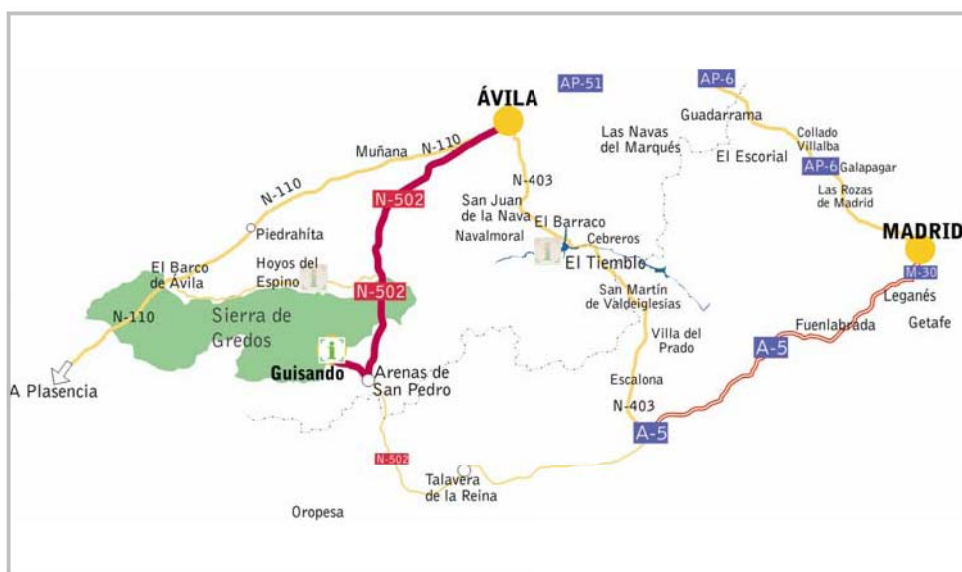 AP-51
AP-6
ÁVILA
Guadarrama
Las Navas
del Marqués
Collado
Villalba
Muñana
N-110
El Escorial
AP-6
Galapagar
N-110
N-403
Las Rozas
de Madrid
N-502
San Juan
de la Nava
El Barraco
Piedrahíta
Navalmoral
Cebreros
MADRID
El Barco
de Ávila
Hoyos del
Espino
i
i
El Tiemblo
M-30
N-502
San Martín
de Valdeiglesias
Leganés
N-110
Sierra de
Gredos
Villa del
Prado
Fuenlabrada
Getafe
i
A-5
Guisando
Arenas de
San Pedro
A Plasencia
Escalona
N-403
A-5
N-502
Talavera
de la Reina
Oropesa